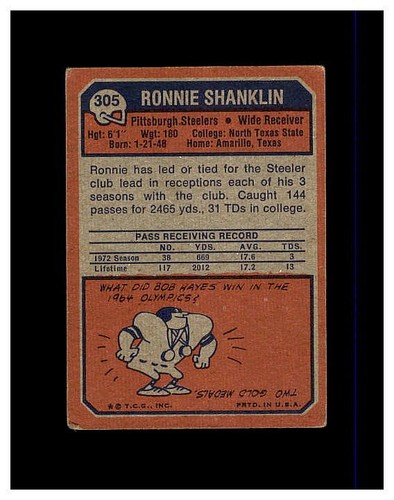 305 RONNIE SHANKLIN
Pittsburgh Steelers ● Wide Receiver
Hgt: 6'1" Wgt: 180 College: North Texas State
Born: 1-21-48 Home: Amarillo, Texas
Ronnie has led or tied for the Steeler
club lead in receptions each of his 3
seasons with the club. Caught 144
passes for 2465 yds., 31 TDs in college.
PASS RECEIVING RECORD
NO. YDS. AVG. TDS.
1972 Season 38 669 17.6 3
Lifetime 117 2012 17.2 13
WHAT DID BOB HAYES WIN IN THE
1964 OLYMPICS?
TWO GOLD MEDALS.
★ © T.C.G., INC. PRTD. IN U.S.A.